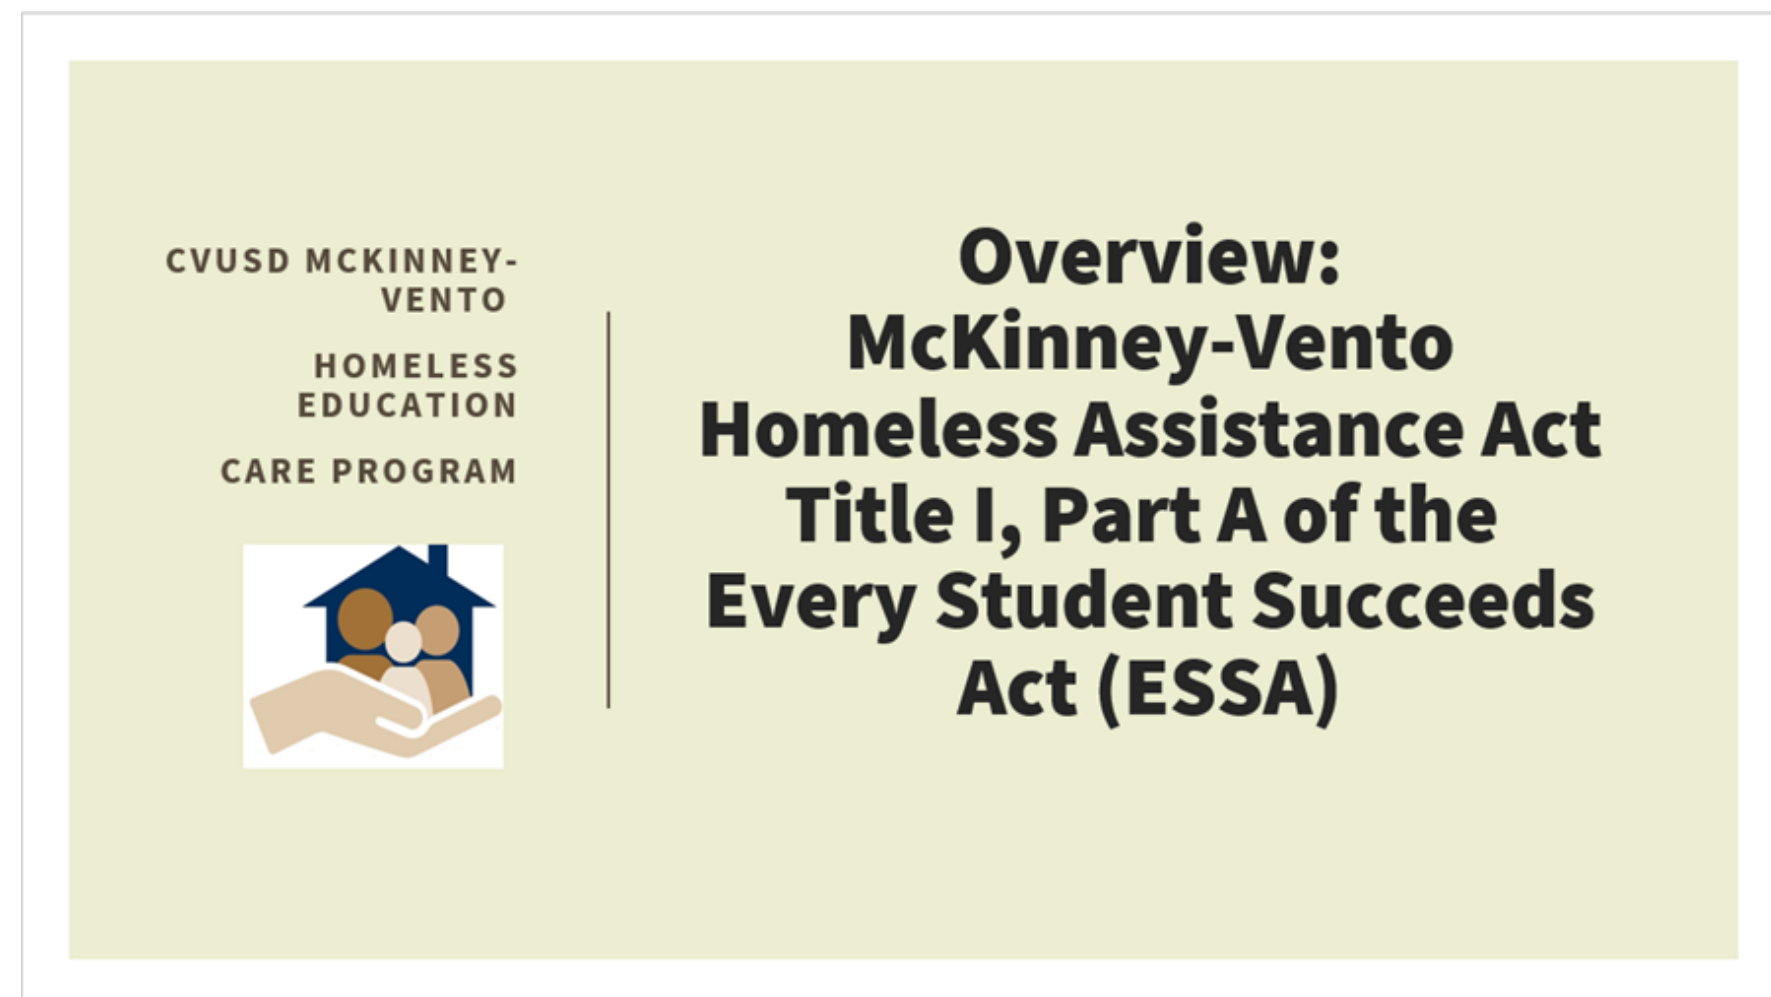 CVUSD MCKINNEY-
VENTO
HOMELESS
EDUCATION
CARE PROGRAM
Overview:
McKinney-Vento
Homeless Assistance Act
Title I, Part A of the
Every Student Succeeds
Act (ESSA)